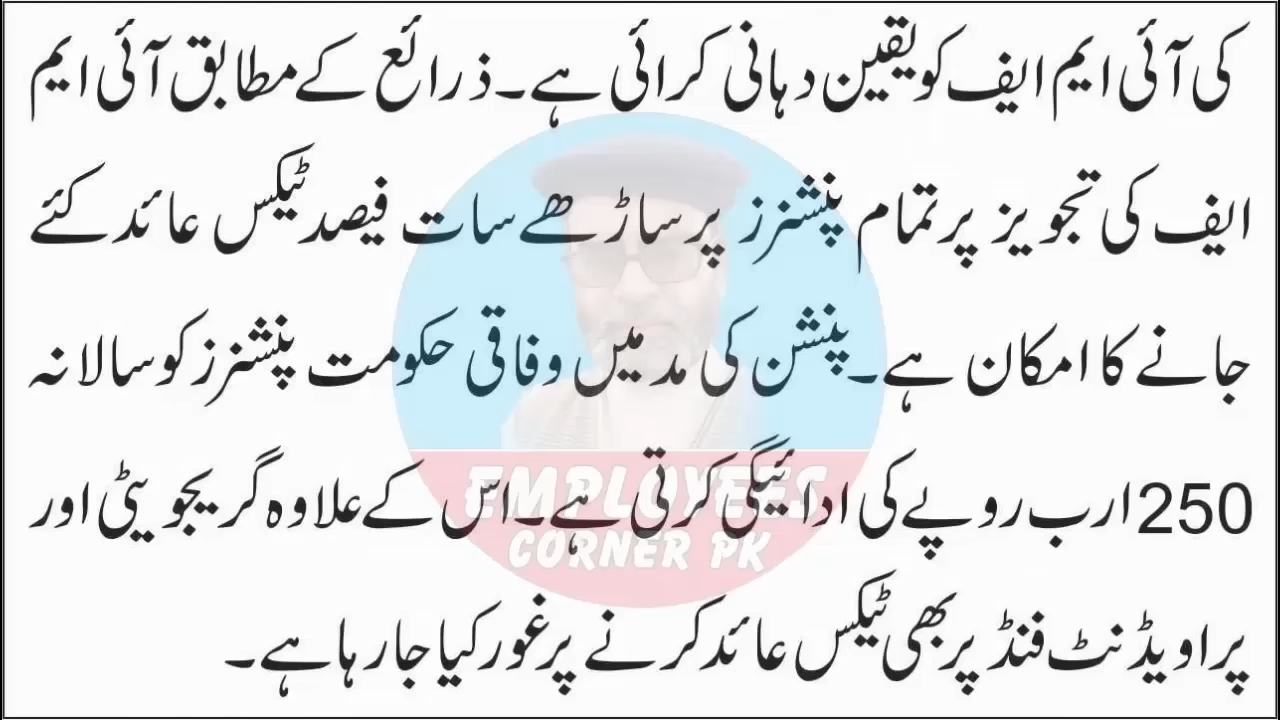 کی آئی ایم ایف کو یقین دہانی کرائی ہے۔ ذرائع کے مطابق آئی ایم
ایف کی تجویز پر تمام پنشنرز پر ساڑھے سات فیصد ٹیکس عائد کئے
جانے کا امکان ہے۔ پنشن کی مد میں وفاقی حکومت پنشنرز کو سالانہ
250 ارب روپے کی ادائیگی کرتی ہے۔ اس کے علاوہ گریجویٹی اور
پراویڈنٹ فنڈ پر بھی ٹیکس عائد کرنے پر غور کیا جا رہا ہے۔
EMPLOYEES
CORNER PK